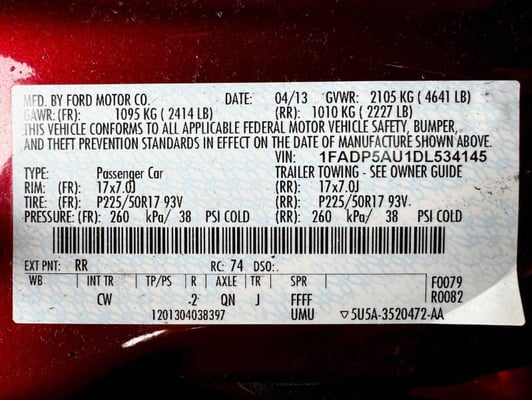 MFD. BY FORD MOTOR CO. DATE: 04/13 GVWR: 2105 KG ( 4641 LB)
GAWR: (FR): 1095 KG ( 2414 LB) (RR): 1010 KG ( 2227 LB)
THIS VEHICLE CONFORMS TO ALL APPLICABLE FEDERAL MOTOR VEHICLE SAFETY, BUMPER,
AND THEFT PREVENTION STANDARDS IN EFFECT ON THE DATE OF MANUFACTURE SHOWN ABOVE.
VIN: 1FADP5AU1DL534145
TYPE: Passenger Car TRAILER TOWING - SEE OWNER GUIDE
RIM: (FR): 17x7.0J (RR): 17x7.0J
TIRE: (FR): P225/50R17 93V (RR): P225/50R17 93V
PRESSURE: (FR): 260 kPa/ 38 PSI COLD (RR): 260 kPa/ 38 PSI COLD
EXT PNT: RR RC: 74 DSO:
WB INT TR TP/PS R AXLE TR SPR F0079
CW .2 QN J FFFF R0082
1201304038397 UMU ▽5U5A-3520472-AA